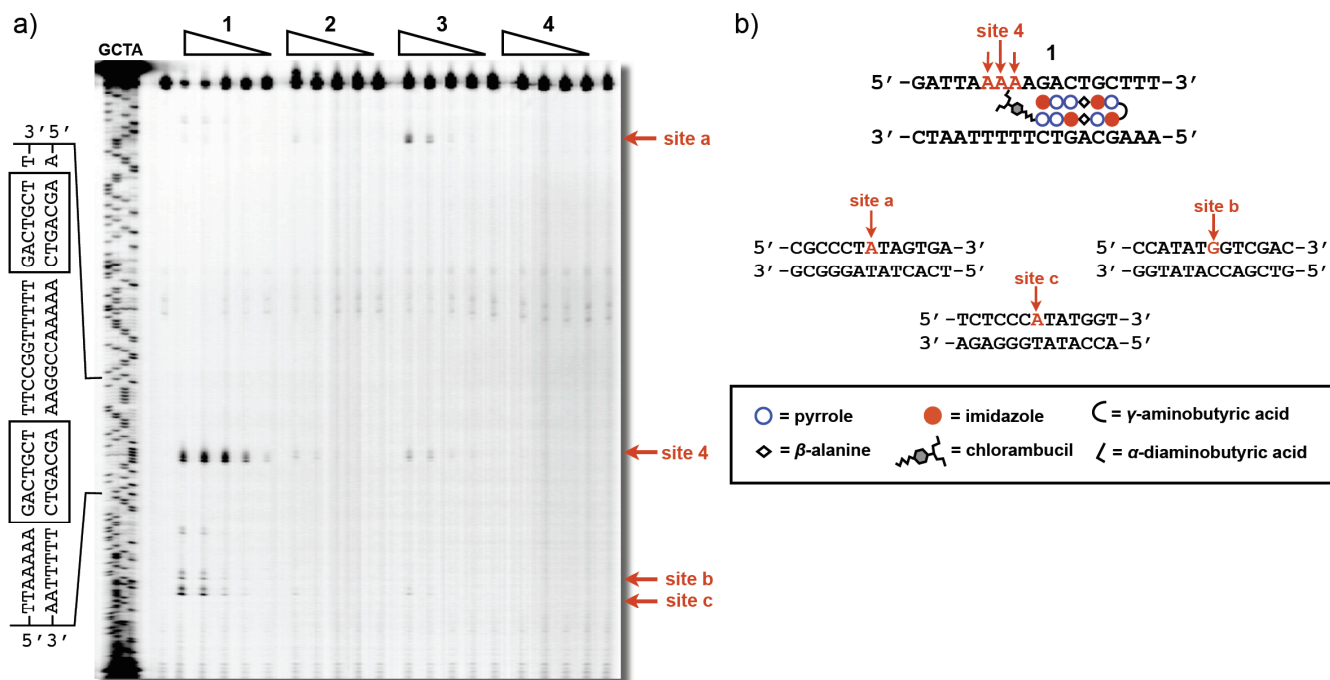 a)
1 2 3 4
GCTA
3'5'
TTAAAAA GACTGCT TTCCGGTTTTT GACTGCT T
AATTTTT CTGACGA AAGGCCAAAAA CTGACGA A
5'3'
site a
site 4
site b
site c
b)
site 4
1
5'-GATTAAAAAGACTGCTTT-3'
3'-CTAATTTTTCTGACGAAA-5'
site a
5'-CGCCCTATAGTGA-3'
3'-GCGGGATATCACT-5'
site b
5'-CCATATGGTCGAC-3'
3'-GGTATACCAGCTG-5'
site c
5'-TCTCCCATATGGT-3'
3'-AGAGGGTATACCA-5'
= pyrrole
= imidazole
= γ-aminobutyric acid
= β-alanine
= chlorambucil
= α-diaminobutyric acid